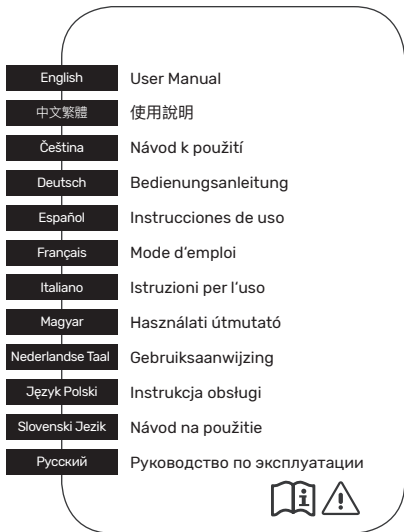 English User Manual
中文繁體 使用說明
Čeština Návod k použití
Deutsch Bedienungsanleitung
Español Instrucciones de uso
Français Mode d'emploi
Italiano Istruzioni per l'uso
Magyar Használati útmutató
Nederlandse Taal Gebruiksaanwijzing
Język Polski Instrukcja obsługi
Slovenski Jezik Návod na použitie
Русский Руководство по эксплуатации